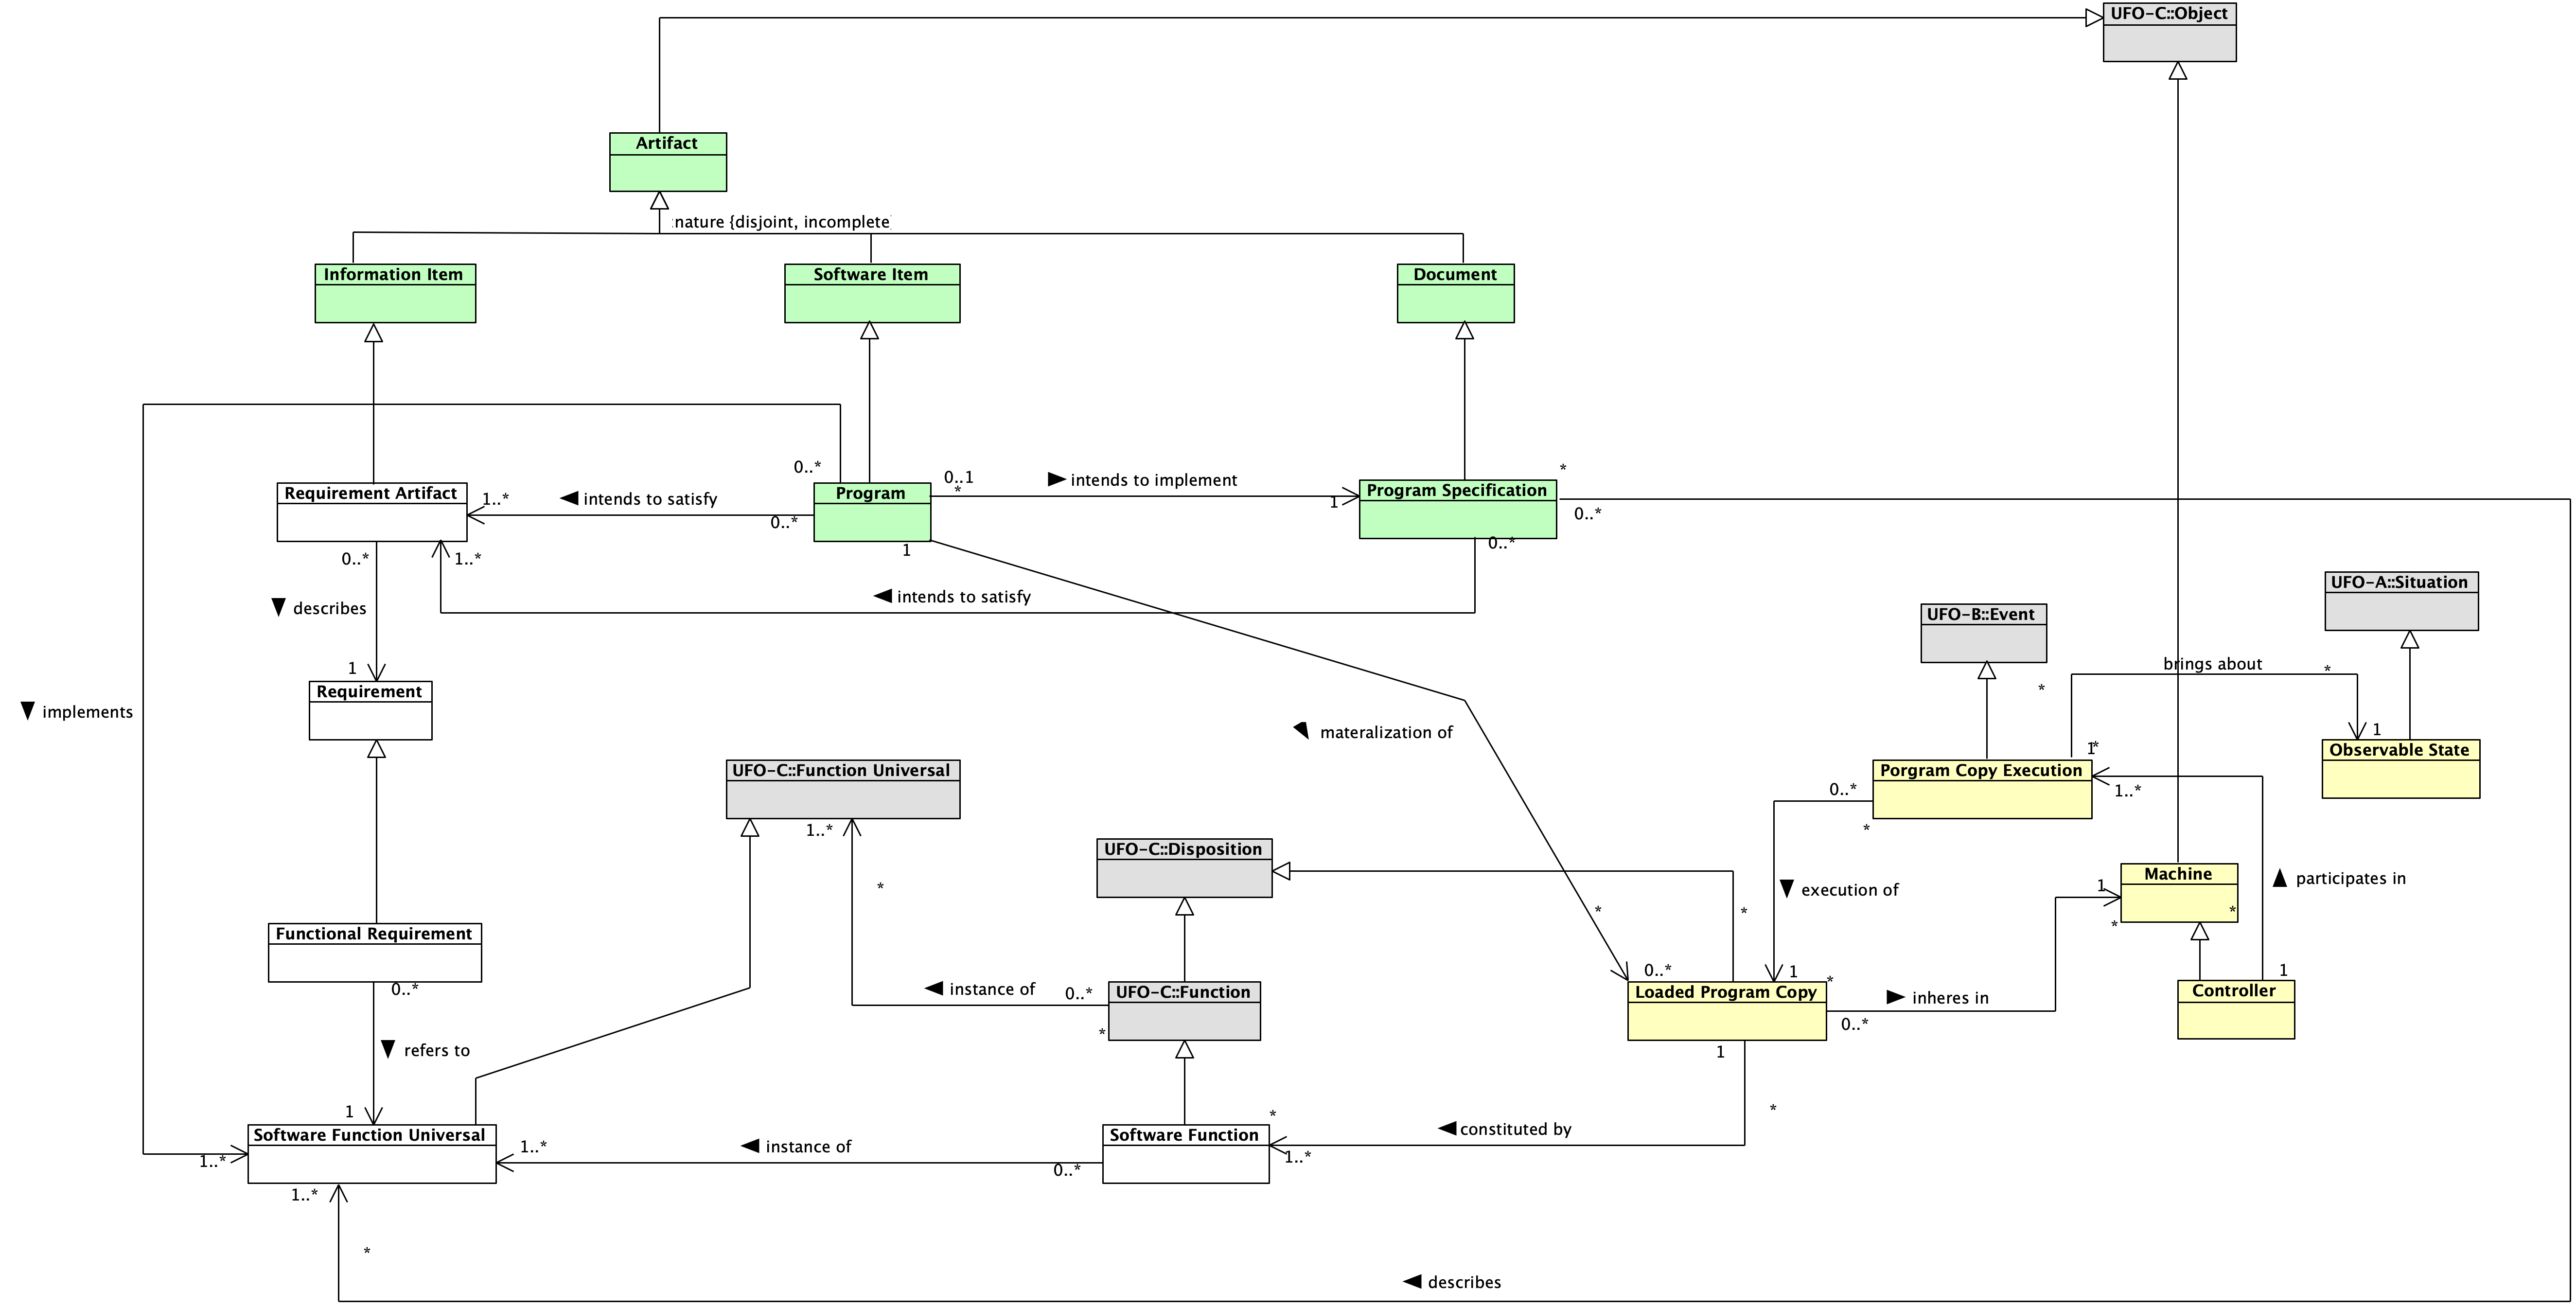 UFO-C::Object
Artifact
nature {disjoint, incomplete
Information Item
Software Item
Document
0..*
0..1
*
intends to implement
1
*
Requirement Artifact
1..*
intends to satisfy
0..*
Program
Program Specification
0..*
0..*
1..*
1
0..*
intends to satisfy
describes
1
Requirement
implements
UFO-A::Situation
UFO-B::Event
brings about
*
*
1
Observable State
materalization of
1*
Porgram Copy Execution
0..*
1..*
*
UFO-C::Function Universal
1..*
*
UFO-C::Disposition
execution of
Machine
1
*
*
participates in
*
*
Functional Requirement
0..*
instance of
0..*
UFO-C::Function
*
0..*
1
*
Loaded Program Copy
inheres in
0..*
1
Controller
refers to
1
*
1
Software Function Universal
1..*
1..*
instance of
0..*
Software Function
*
1..*
constituted by
1..*
*
describes